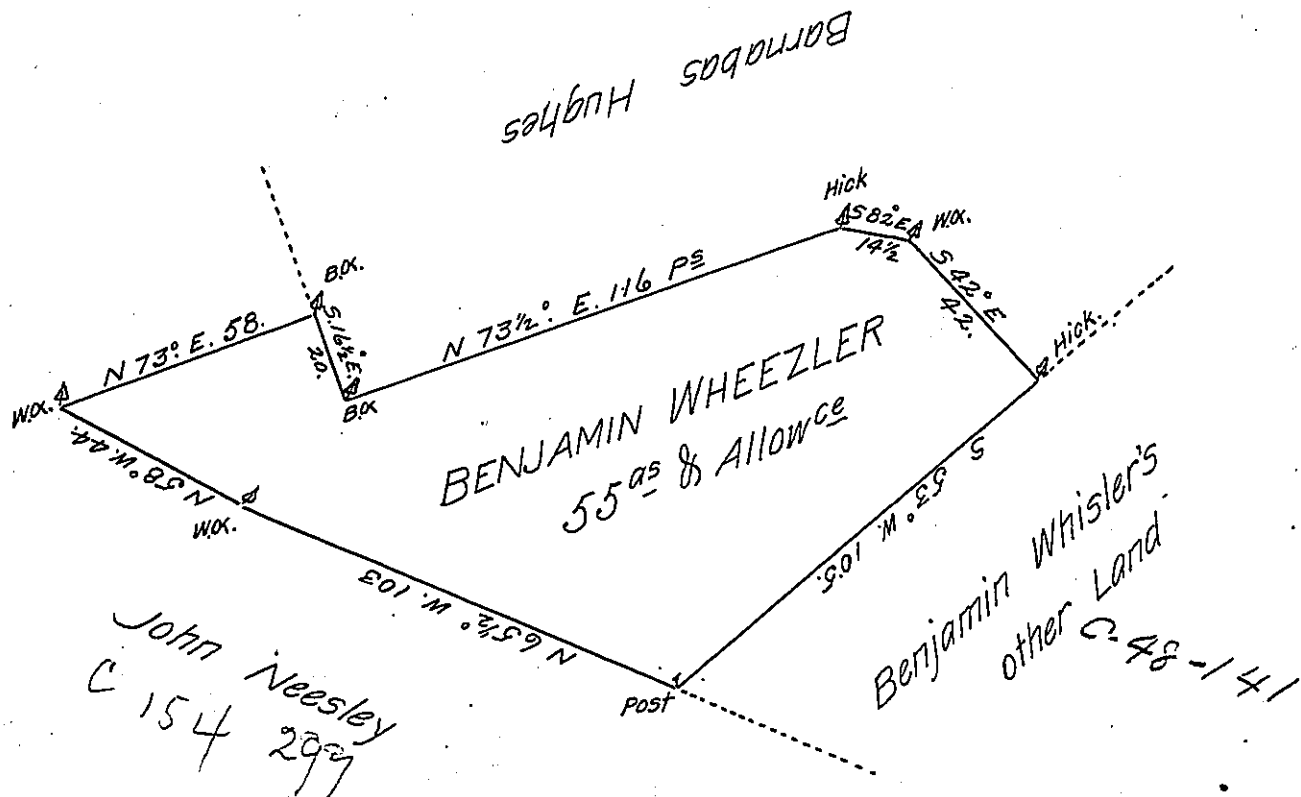 Barnabas Hughes
Hick
S 82° E
14½
W.O.
B.O.
N 73° E. 58.
S. 16½° E.
20.
N 73½° E. 116 Ps
S 42° E
42.
Hick.
W.O.
B.O.
BENJAMIN WHEEZLER
55 as & Allowce
N 58° W. 44.
W.O.
S 53° W. 105.
N 65½° W. 103
Post
John Neesley
C 154 299
Benjamin Whisler's
other Land
C-48-141